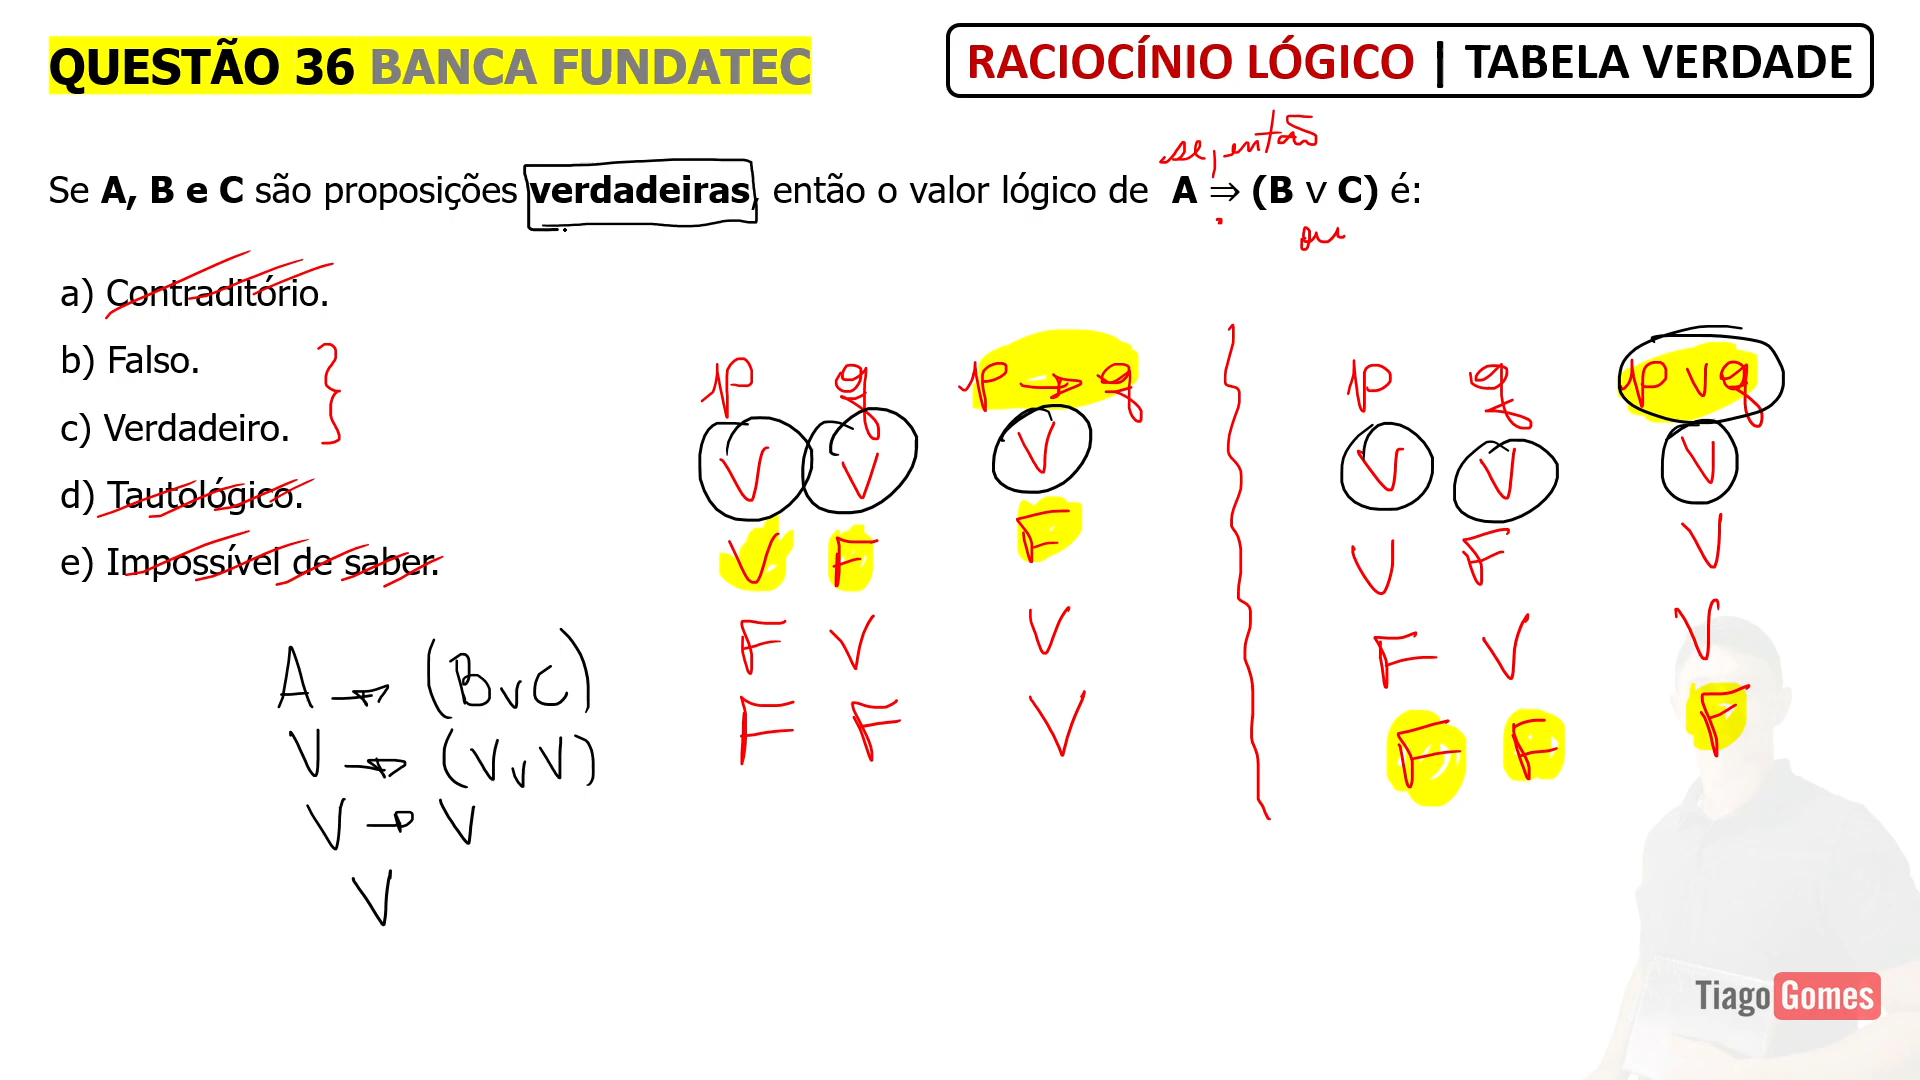 QUESTÃO 36 BANCA FUNDATEC
RACIOCÍNIO LÓGICO | TABELA VERDADE
se, então
Se A, B e C são proposições verdadeiras, então o valor lógico de A ⇒ (B ∨ C) é:
ou
a) Contraditório.
b) Falso.
c) Verdadeiro.
d) Tautológico.
e) Impossível de saber.
A → (B v C)
V → (V v V)
V → V
V
p q p → q
V V V
V F F
F V V
F F V
p q p v q
V V V
V F V
F V V
F F F
Tiago Gomes